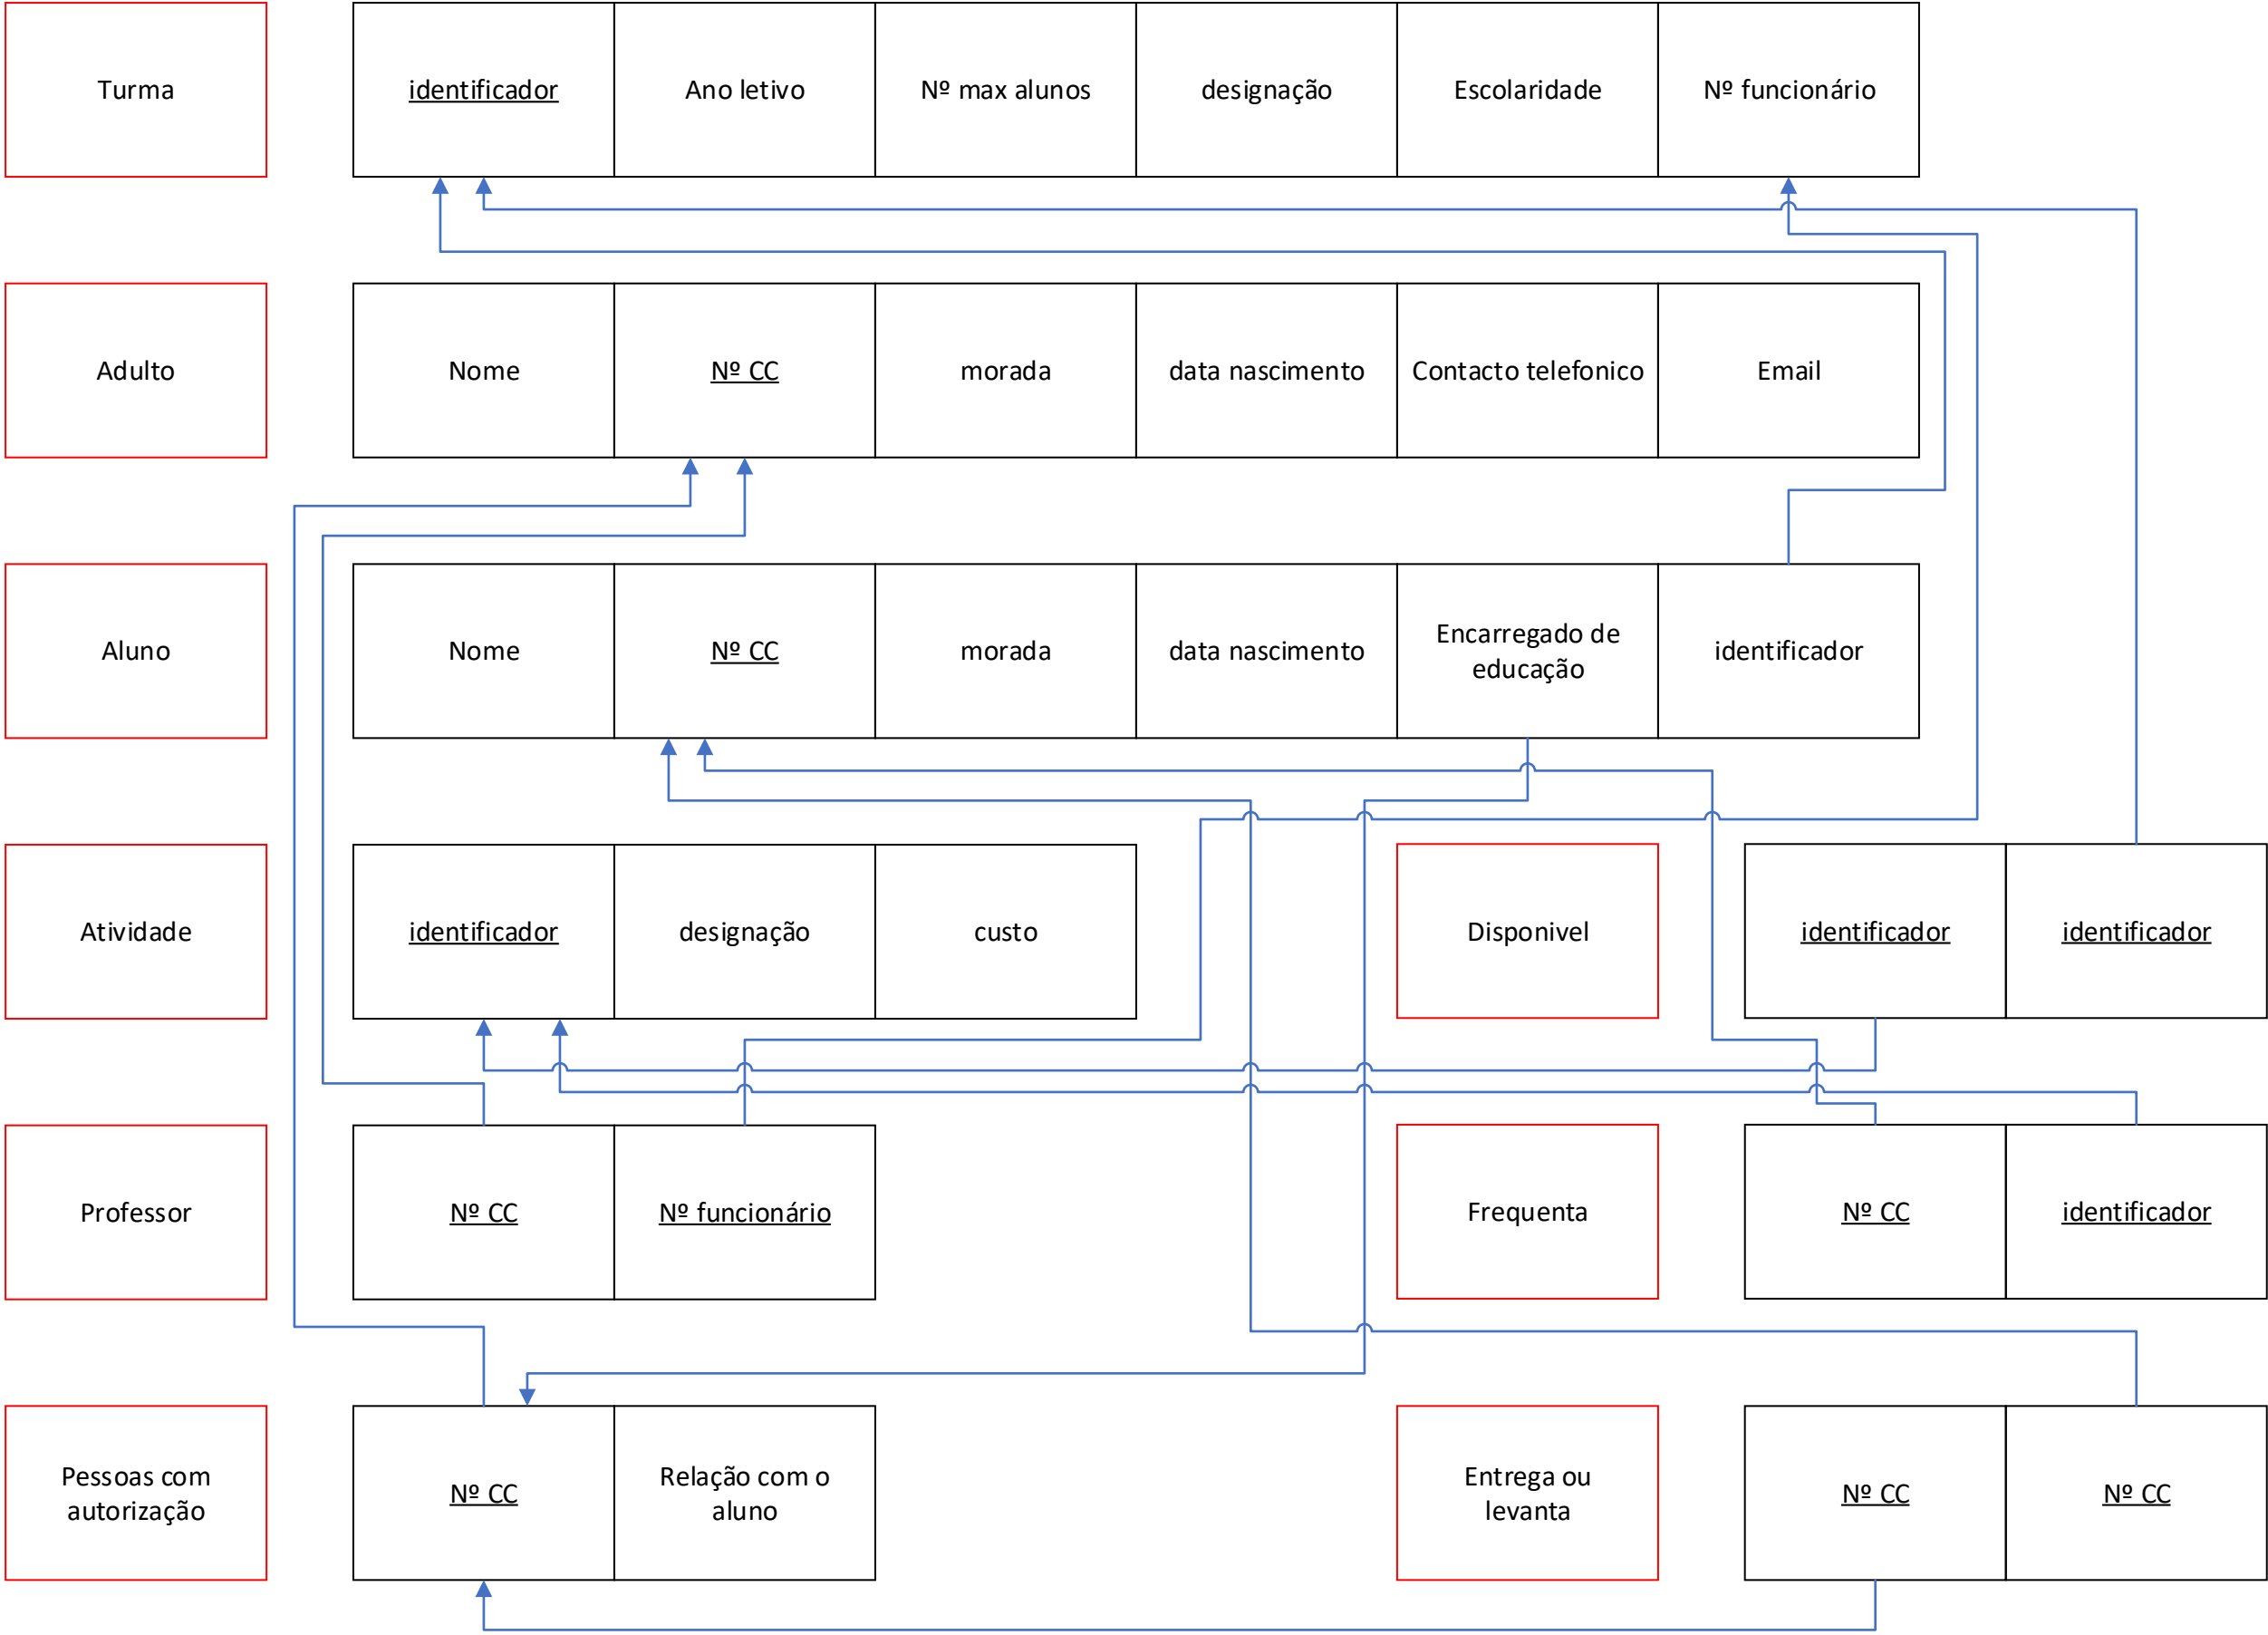 Turma
identificador
Ano letivo
Nº max alunos
designação
Escolaridade
Nº funcionário
Adulto
Nome
Nº CC
morada
data nascimento
Contacto telefonico
Email
Aluno
Nome
Nº CC
morada
data nascimento
Encarregado de
educação
identificador
Atividade
identificador
designação
custo
Disponivel
identificador
identificador
Professor
Nº CC
Nº funcionário
Frequenta
Nº CC
identificador
Pessoas com
autorização
Nº CC
Relação com o
aluno
Entrega ou
levanta
Nº CC
Nº CC